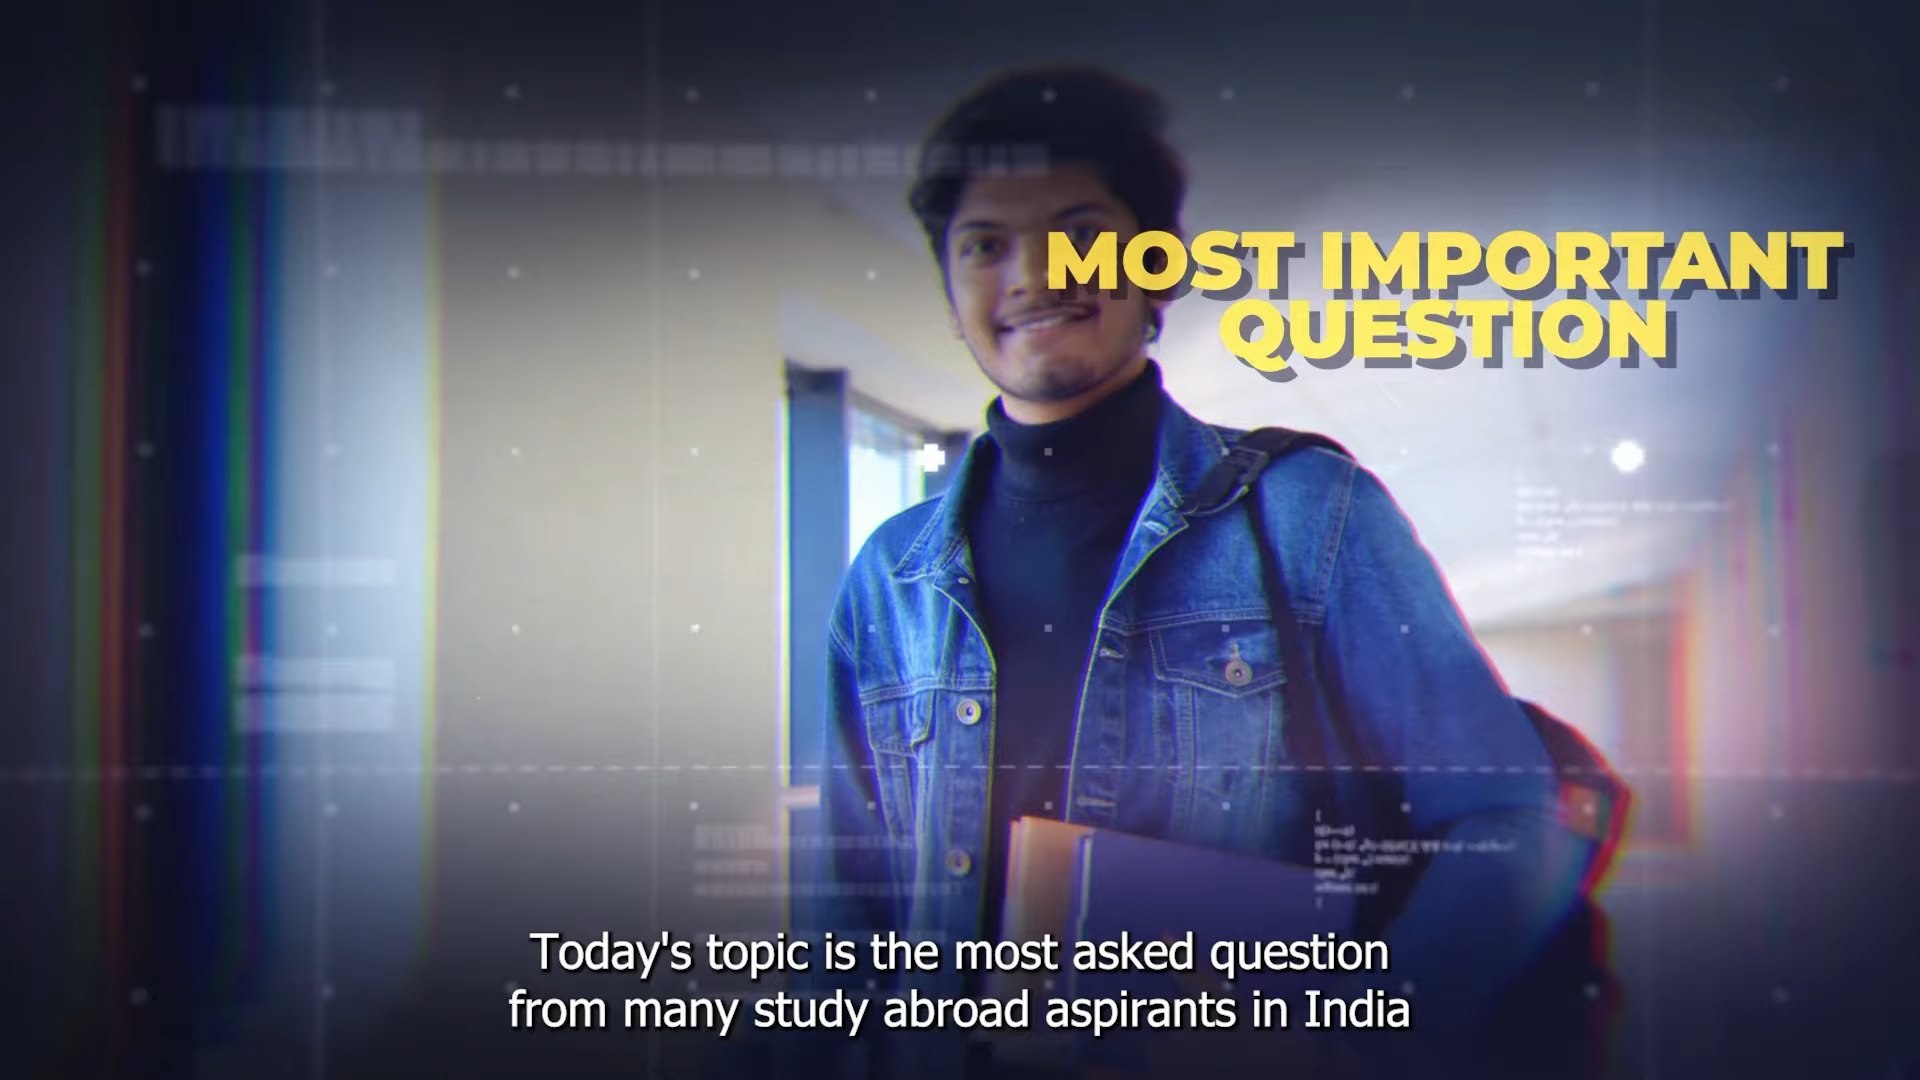 MOST IMPORTANT
QUESTION
Today's topic is the most asked question
from many study abroad aspirants in India